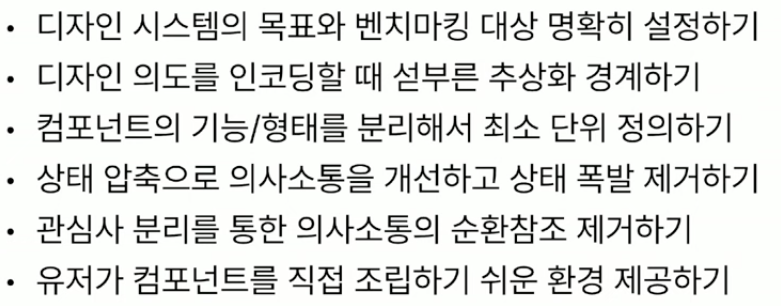 • 디자인 시스템의 목표와 벤치마킹 대상 명확히 설정하기
• 디자인 의도를 인코딩할 때 섣부른 추상화 경계하기
• 컴포넌트의 기능/형태를 분리해서 최소 단위 정의하기
• 상태 압축으로 의사소통을 개선하고 상태 폭발 제거하기
• 관심사 분리를 통한 의사소통의 순환참조 제거하기
• 유저가 컴포넌트를 직접 조립하기 쉬운 환경 제공하기